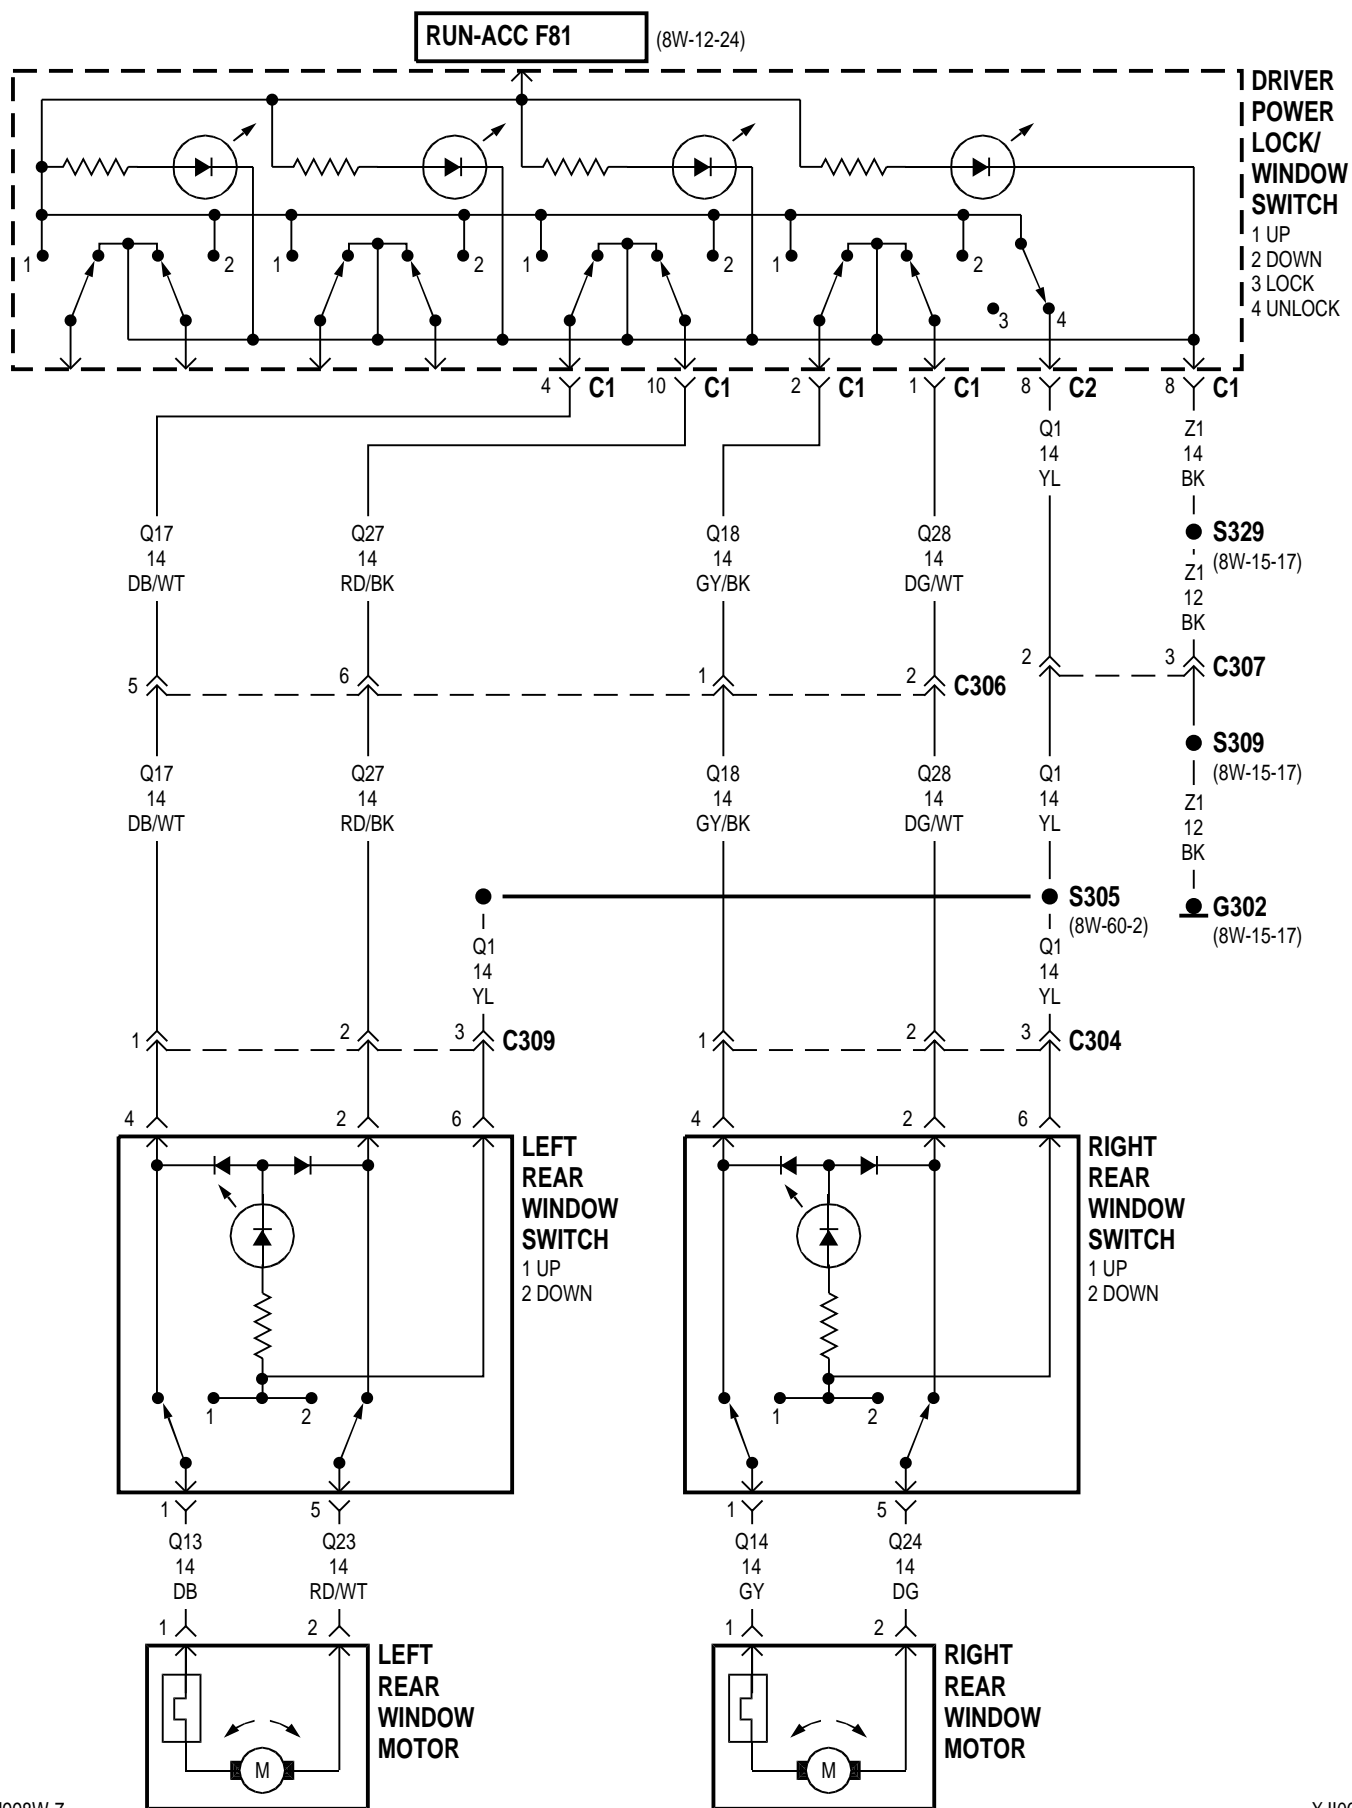 RUN-ACC F81 (8W-12-24)
DRIVER
POWER
LOCK/
WINDOW
SWITCH
1 UP
2 DOWN
3 LOCK
4 UNLOCK
1 2 1 2 1 2 1 2
3 4
4 C1 10 C1 2 C1 1 C1 8 C2 8 C1
Q1 Z1
14 14
YL BK
Q17 Q27 Q18 Q28
14 14 14 14
DB/WT RD/BK GY/BK DG/WT
S329
(8W-15-17)
Z1
12
BK
2 3 C307
5 6 1 2 C306
S309
(8W-15-17)
Q17 Q27 Q18 Q28 Q1
14 14 14 14 14
DB/WT RD/BK GY/BK DG/WT YL
Z1
12
BK
S305
(8W-60-2)
G302
(8W-15-17)
Q1 Q1
14 14
YL YL
1 2 3 C309 1 2 3 C304
4 2 6 4 2 6
LEFT
REAR
WINDOW
SWITCH
1 UP
2 DOWN
RIGHT
REAR
WINDOW
SWITCH
1 UP
2 DOWN
1 2 1 2
1 5 1 5
Q13 Q23 Q14 Q24
14 14 14 14
DB RD/WT GY DG
1 2 1 2
LEFT
REAR
WINDOW
MOTOR
M
RIGHT
REAR
WINDOW
MOTOR
M